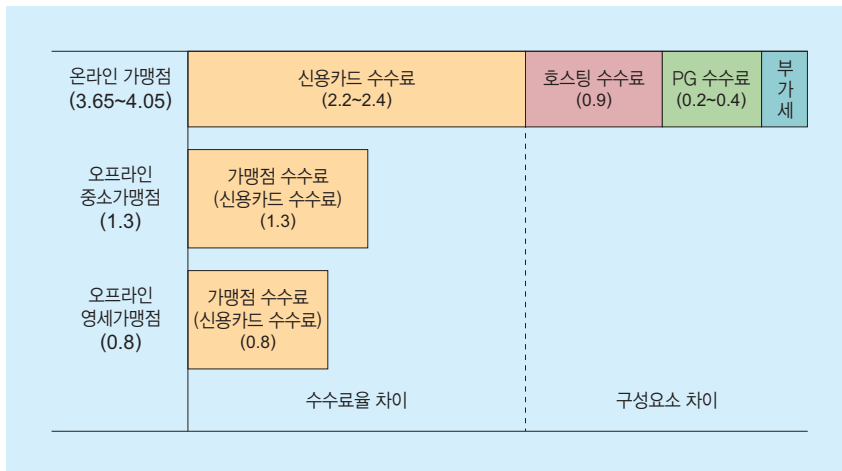 온라인 가맹점
(3.65~4.05)
신용카드 수수료
(2.2~2.4)
호스팅 수수료
(0.9)
PG 수수료
(0.2~0.4)
부
가
세
오프라인
중소가맹점
(1.3)
가맹점 수수료
(신용카드 수수료)
(1.3)
오프라인
영세가맹점
(0.8)
가맹점 수수료
(신용카드 수수료)
(0.8)
수수료율 차이
구성요소 차이